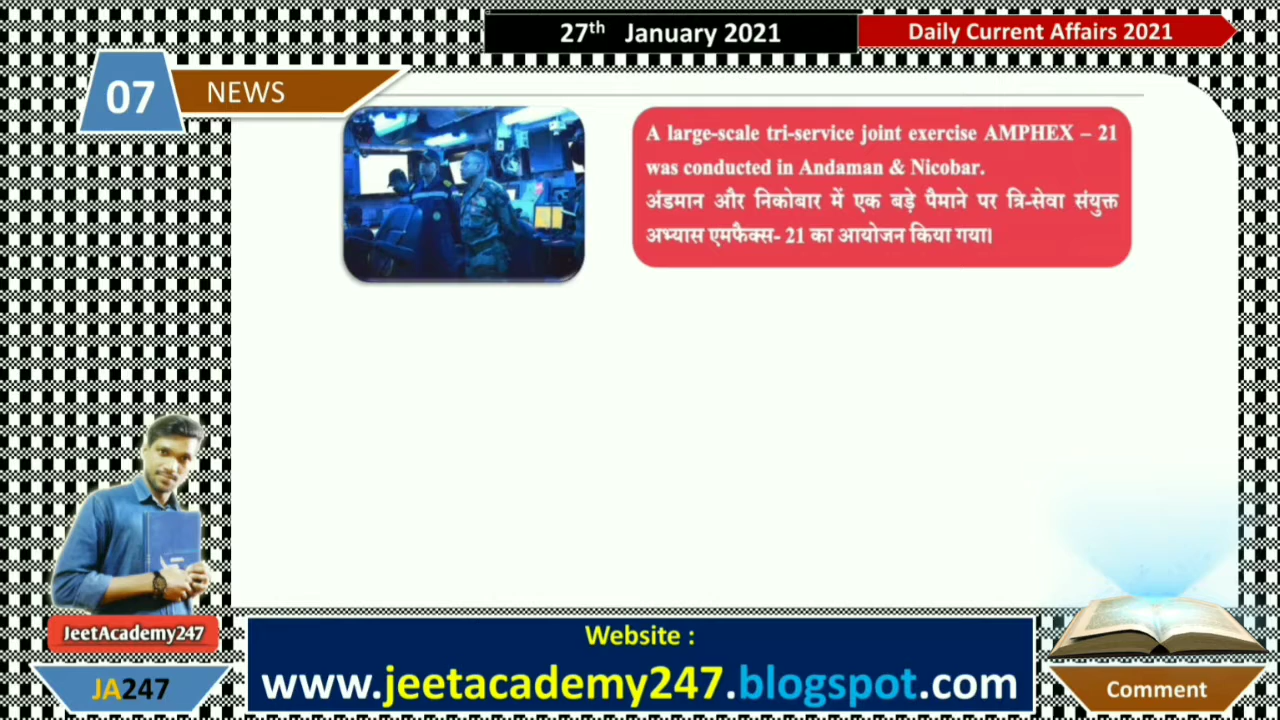 27th January 2021
Daily Current Affairs 2021
07
NEWS
A large-scale tri-service joint exercise AMPHEX – 21
was conducted in Andaman & Nicobar.
अंडमान और निकोबार में एक बड़े पैमाने पर त्रि-सेवा संयुक्त
अभ्यास एमफैक्स- 21 का आयोजन किया गया।
JeetAcademy247
JA247
Website :
www.jeetacademy247.blogspot.com
Comment